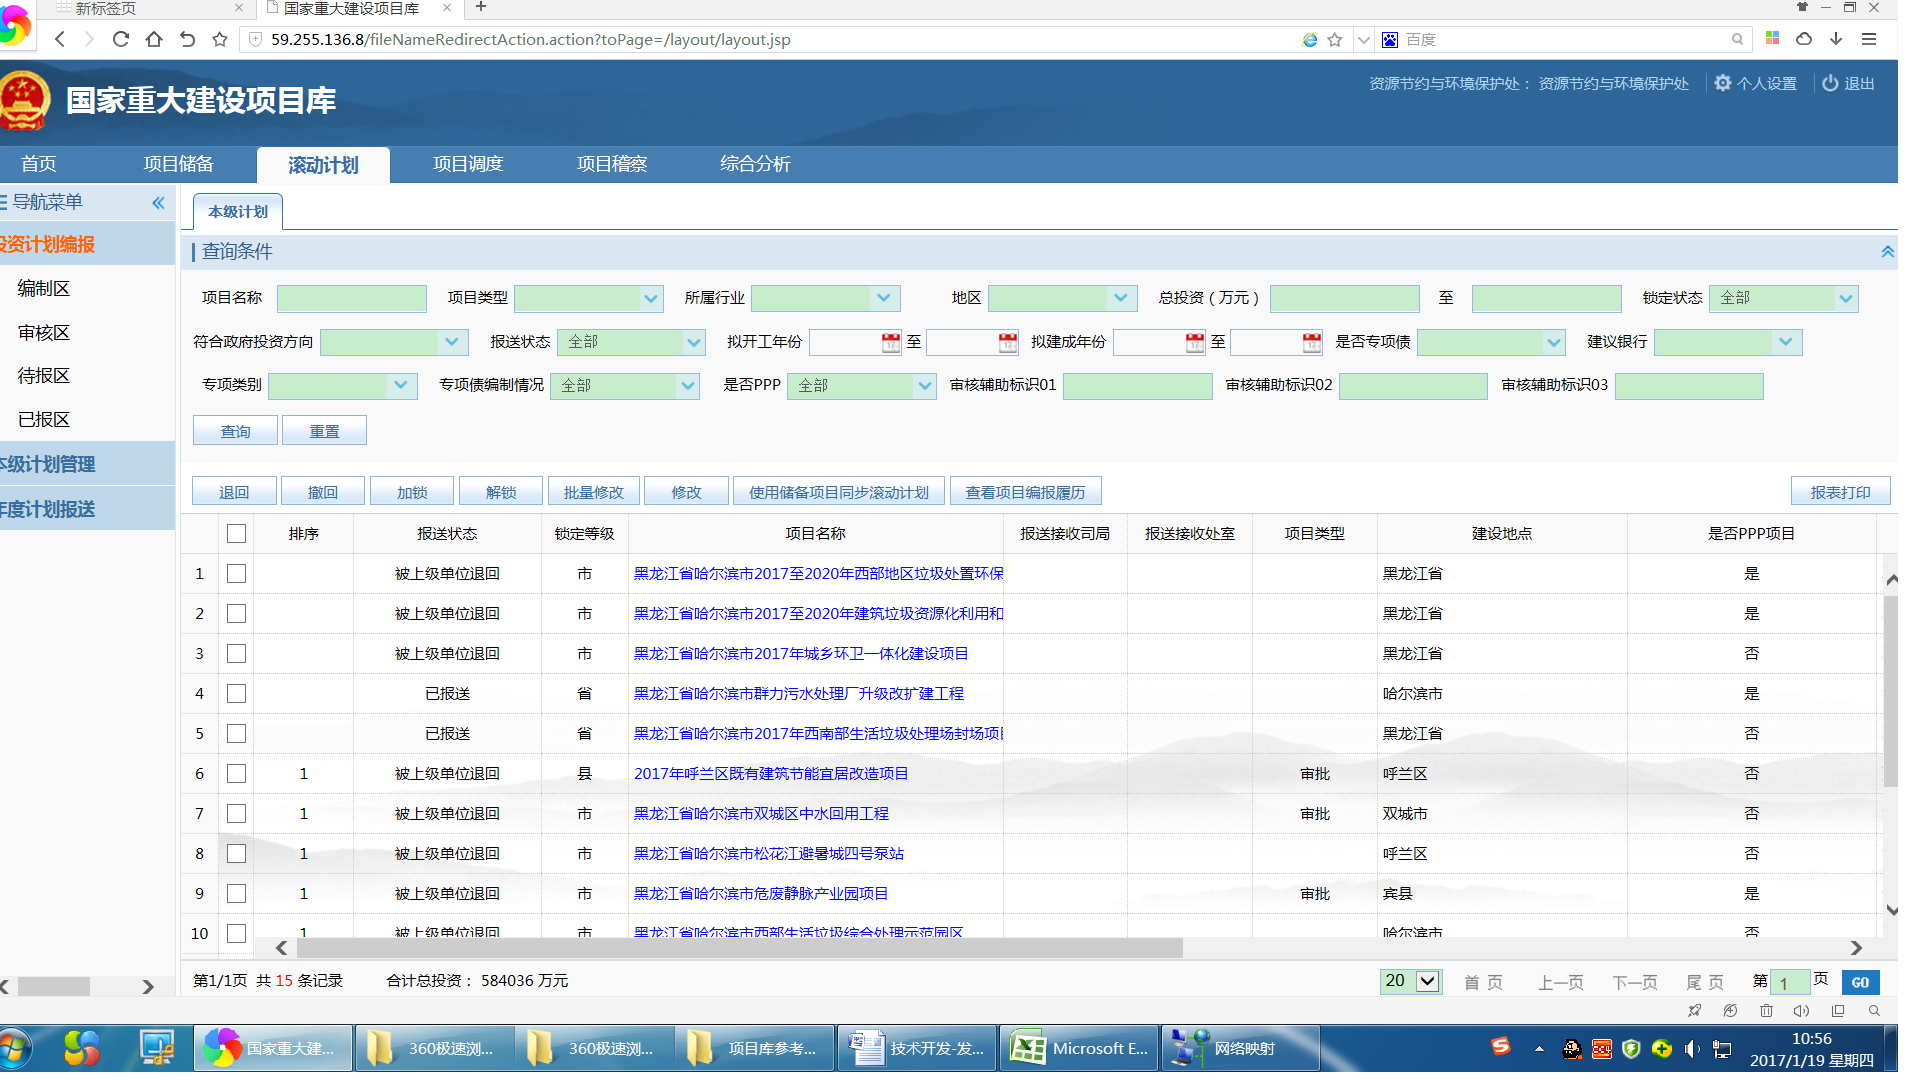 新标签页
国家重大建设项目库
59.255.136.8/fileNameRedirectAction.action?toPage=/layout/layout.jsp
百度
国家重大建设项目库
资源节约与环境保护处： 资源节约与环境保护处 个人设置 退出
首页 项目储备 滚动计划 项目调度 项目稽察 综合分析
导航菜单
投资计划编报
编制区
审核区
待报区
已报区
本级计划管理
年度计划报送
本级计划
查询条件
项目名称 项目类型 所属行业 地区 总投资（万元） 至 锁定状态 全部
符合政府投资方向 报送状态 全部 拟开工年份 至 拟建成年份 至 是否专项债 建议银行
专项类别 专项债编制情况 全部 是否PPP 全部 审核辅助标识01 审核辅助标识02 审核辅助标识03
查询 重置
退回 撤回 加锁 解锁 批量修改 修改 使用储备项目同步滚动计划 查看项目编报履历 报表打印
排序 报送状态 锁定等级 项目名称 报送接收司局 报送接收处室 项目类型 建设地点 是否PPP项目
1 被上级单位退回 市 黑龙江省哈尔滨市2017至2020年西部地区垃圾处置环保 黑龙江省 是
2 被上级单位退回 市 黑龙江省哈尔滨市2017至2020年建筑垃圾资源化利用和 黑龙江省 是
3 被上级单位退回 市 黑龙江省哈尔滨市2017年城乡环卫一体化建设项目 黑龙江省 否
4 已报送 省 黑龙江省哈尔滨市群力污水处理厂升级改扩建工程 哈尔滨市 是
5 已报送 省 黑龙江省哈尔滨市2017年西南部生活垃圾处理场封场项目 黑龙江省 否
6 1 被上级单位退回 县 2017年呼兰区既有建筑节能宜居改造项目 审批 呼兰区 否
7 1 被上级单位退回 市 黑龙江省哈尔滨市双城区中水回用工程 审批 双城市 否
8 1 被上级单位退回 市 黑龙江省哈尔滨市松花江避暑城四号泵站 呼兰区 否
9 1 被上级单位退回 市 黑龙江省哈尔滨市危废静脉产业园项目 审批 宾县 是
10 1 被上级单位退回 市 黑龙江省哈尔滨市西部生活垃圾综合处理示范园区 哈尔滨市 否
第1/1页 共 15 条记录 合计总投资： 584036 万元 20 首 页 上一页 下一页 尾 页 第 1 页 GO
国家重大建... 360极速浏... 360极速浏... 项目库参考... 技术开发-发... Microsoft E... 网络映射
10:56
2017/1/19 星期四